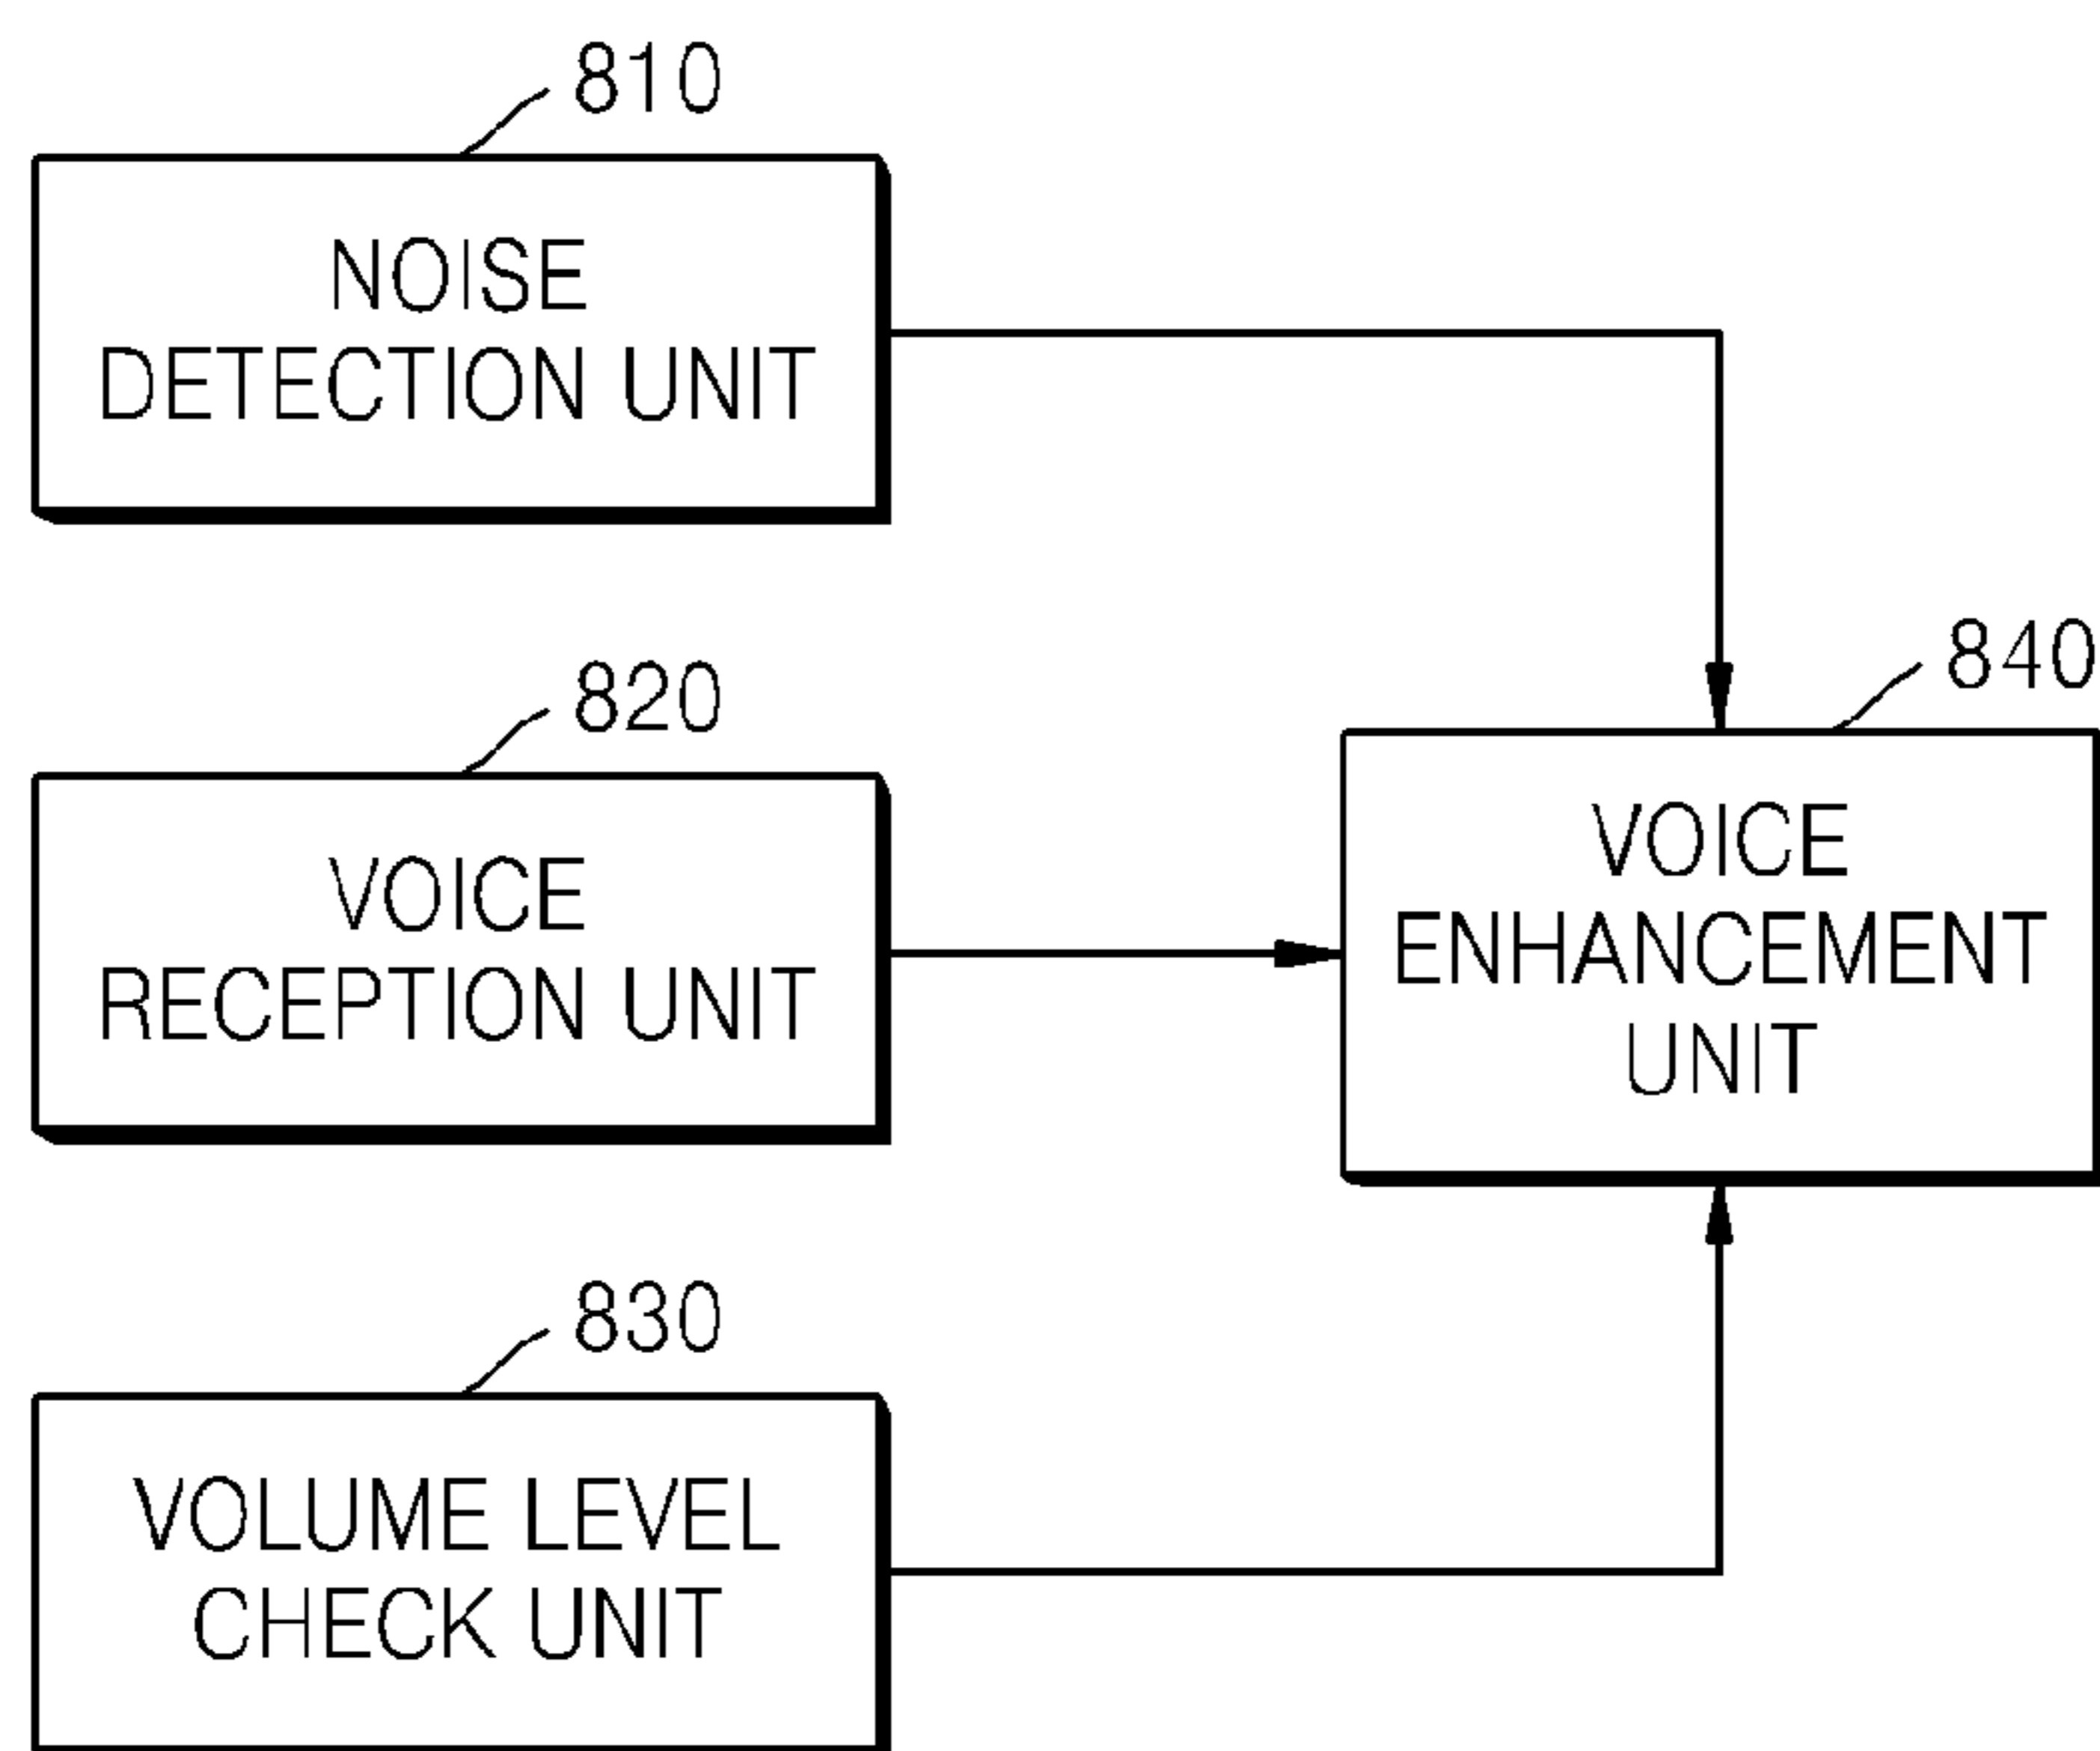 810
NOISE
DETECTION UNIT
820
VOICE
RECEPTION UNIT
830
VOLUME LEVEL
CHECK UNIT
840
VOICE
ENHANCEMENT
UNIT